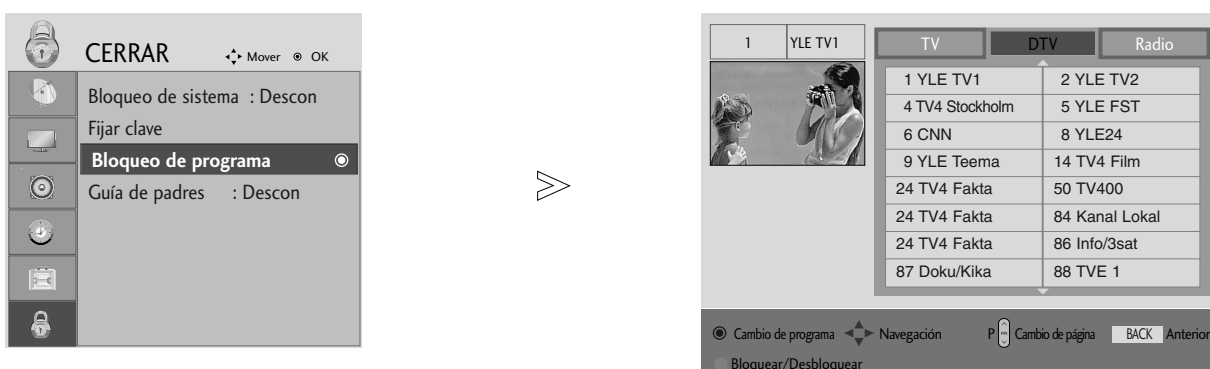 CERRAR Mover OK
Bloqueo de sistema : Descon
Fijar clave
Bloqueo de programa
Guía de padres : Descon
1 YLE TV1
TV DTV Radio
1 YLE TV1 2 YLE TV2
4 TV4 Stockholm 5 YLE FST
6 CNN 8 YLE24
9 YLE Teema 14 TV4 Film
24 TV4 Fakta 50 TV400
24 TV4 Fakta 84 Kanal Lokal
24 TV4 Fakta 86 Info/3sat
87 Doku/Kika 88 TVE 1
Cambio de programa Navegación P PR Cambio de página BACK Anterior
Bloquear/Desbloquear